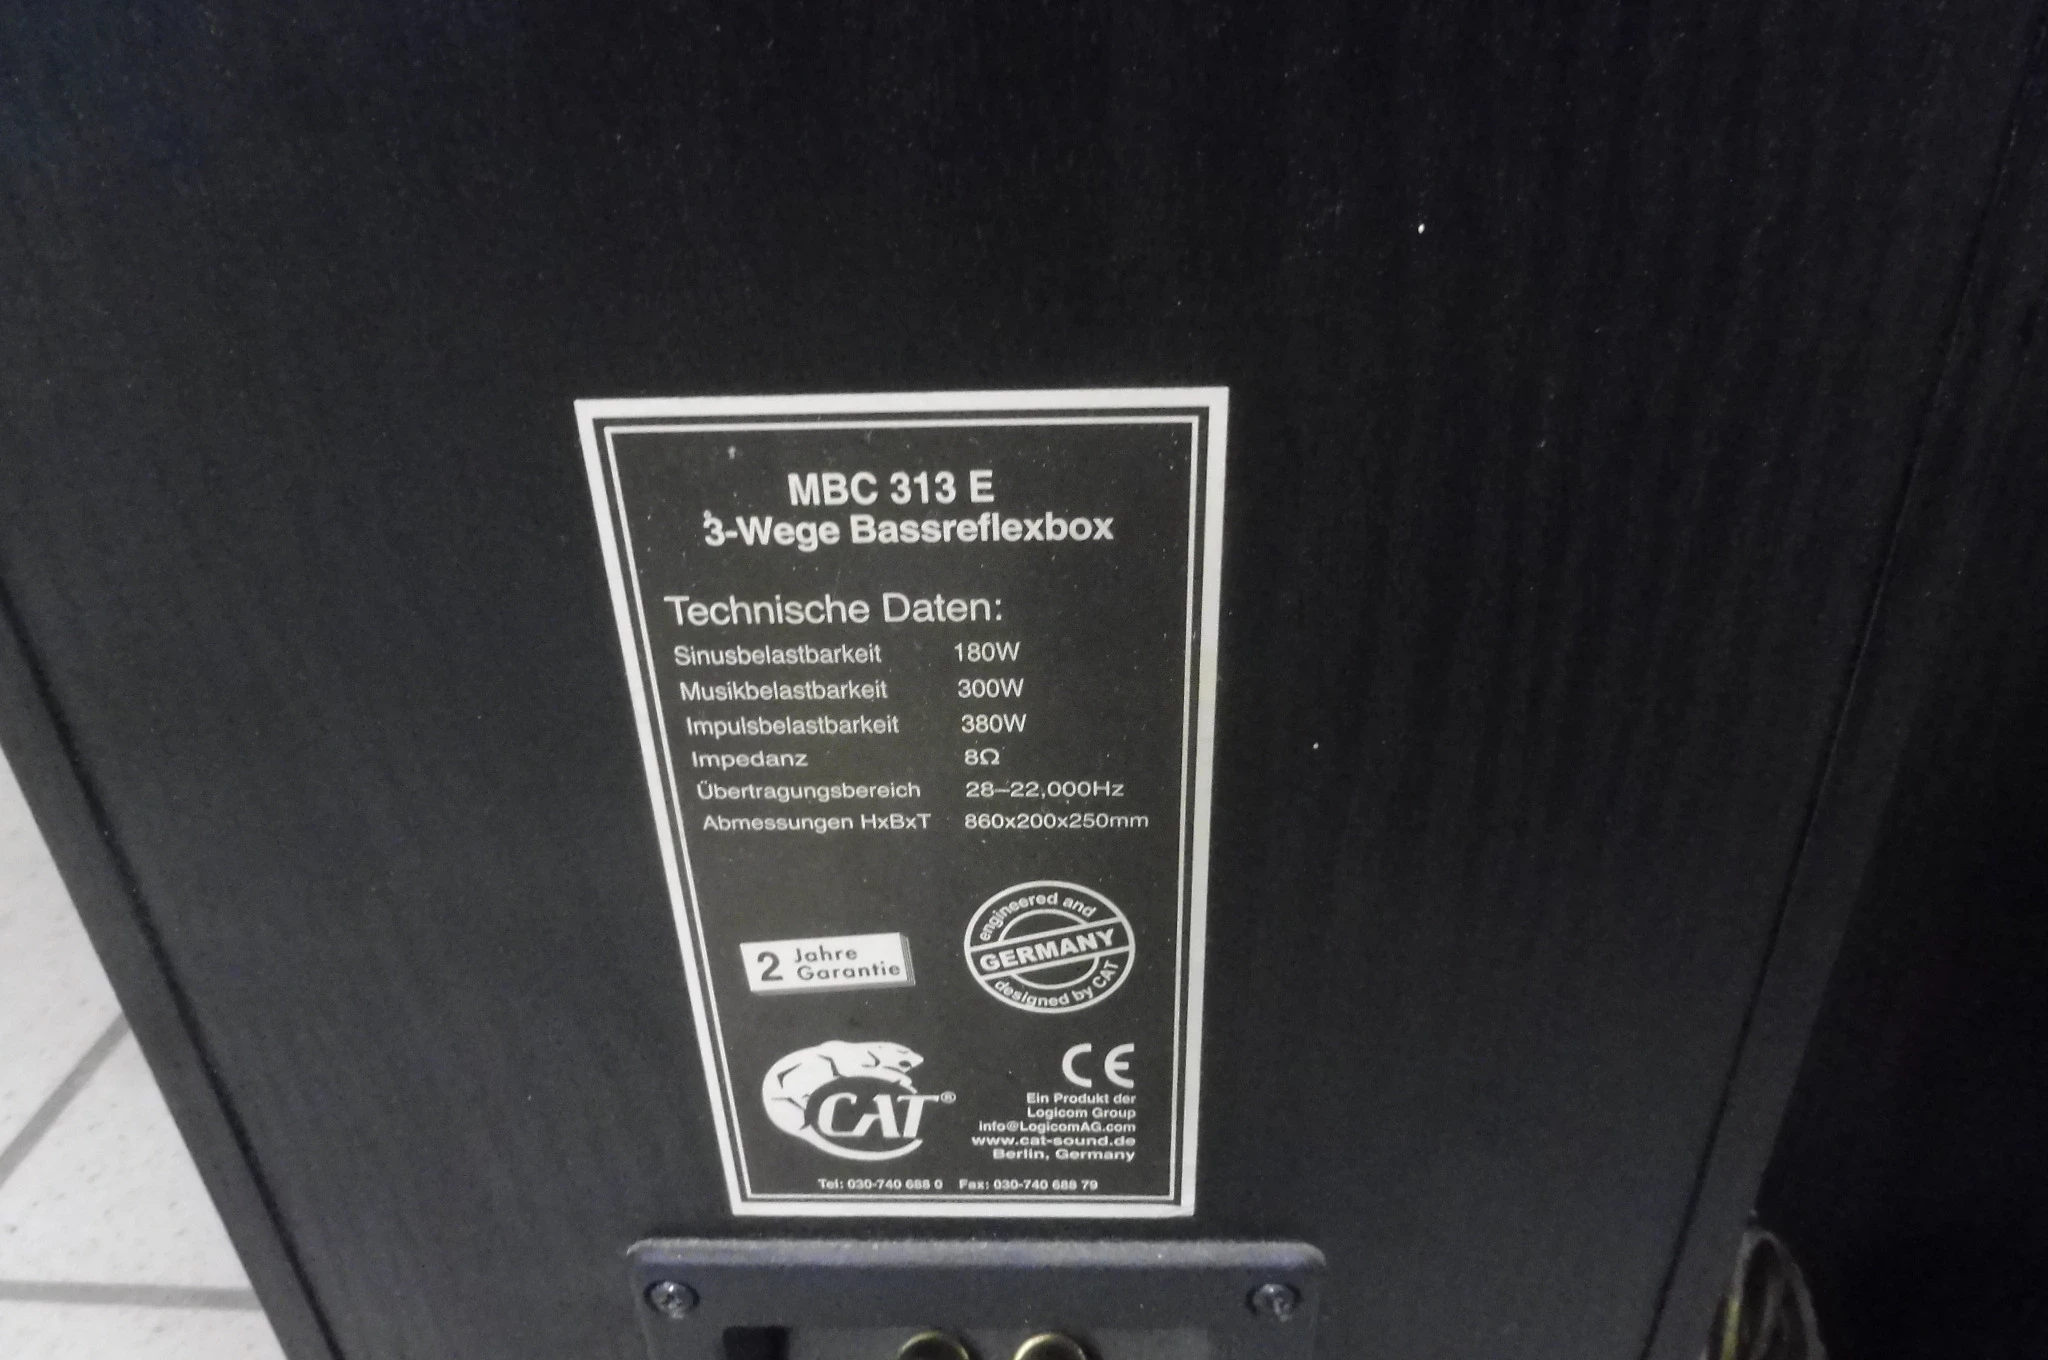 MBC 313 E
3-Wege Bassreflexbox
Technische Daten:
Sinusbelastbarkeit 180W
Musikbelastbarkeit 300W
Impulsbelastbarkeit 380W
Impedanz 8Ω
Übertragungsbereich 28–22,000Hz
Abmessungen HxBxT 860x200x250mm
2 Jahre
Garantie
engineered and
GERMANY
designed by CAT
CAT®
CE
Ein Produkt der
Logicom Group
info@LogicomAG.com
www.cat-sound.de
Berlin, Germany
Tel: 030-740 688 0 Fax: 030-740 688 79